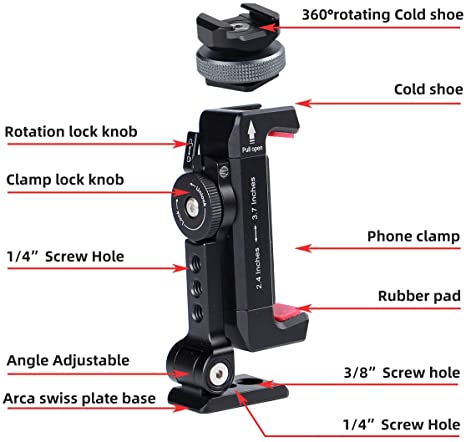 360°rotating Cold shoe
Cold shoe
Rotation lock knob
Pull open
Clamp lock knob
Unlock
Lock
2.4 Inches ⟷ 3.7 Inches
Phone clamp
1/4” Screw Hole
Rubber pad
Angle Adjustable
3/8” Screw hole
Arca swiss plate base
1/4” Screw Hole